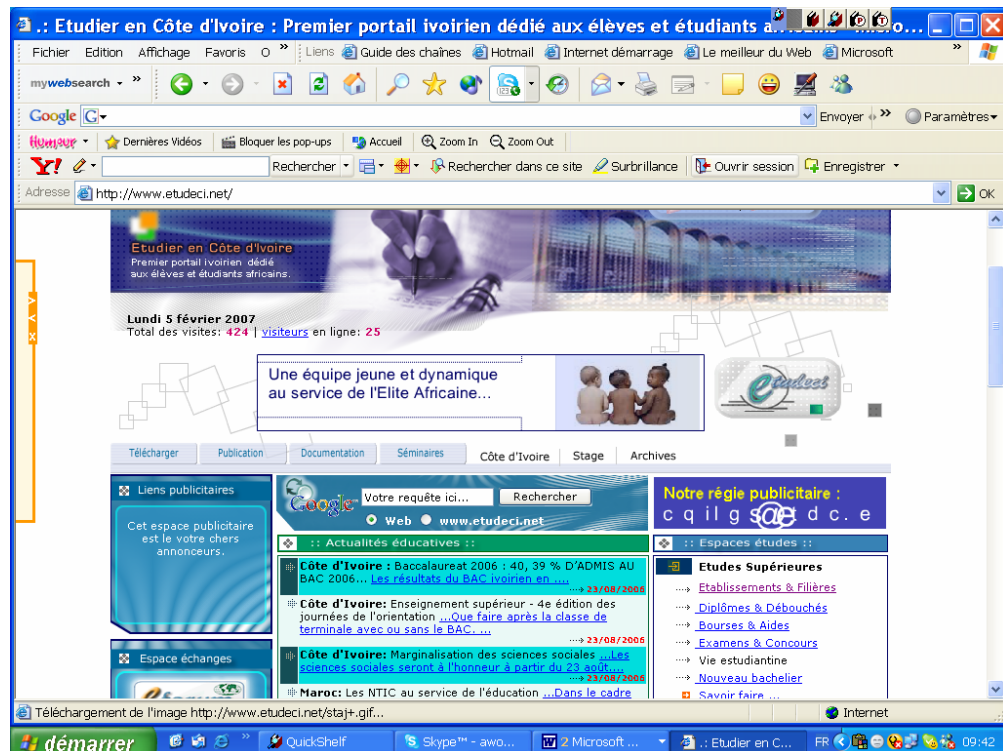 .: Etudier en Côte d'Ivoire : Premier portail ivoirien dédié aux élèves et étudiants a
Fichier Edition Affichage Favoris O » Liens Guide des chaînes Hotmail Internet démarrage Le meilleur du Web Microsoft »
mywebsearch »
Google G Envoyer » Paramètres
Humour Dernières Vidéos Bloquer les pop-ups Accueil Zoom In Zoom Out
Y! Rechercher Rechercher dans ce site Surbrillance Ouvrir session Enregistrer
Adresse http://www.etudeci.net/ OK
Etudier en Côte d'Ivoire
Premier portail ivoirien dédié
aux élèves et étudiants africains.
Lundi 5 février 2007
Total des visites: 424 | visiteurs en ligne: 25
Une équipe jeune et dynamique
au service de l'Elite Africaine...
Etudeci
Télécharger Publication Documentation Séminaires Côte d'Ivoire Stage Archives
Liens publicitaires
Cet espace publicitaire
est le votre chers
annonceurs.
Espace échanges
Google Votre requête ici... Rechercher
Web www.etudeci.net
:: Actualités éducatives ::
Côte d'Ivoire : Baccalaureat 2006 : 40, 39 % D'ADMIS AU
BAC 2006... Les résultats du BAC ivoirien en ....
23/08/2006
Côte d'Ivoire: Enseignement supérieur - 4e édition des
journées de l'orientation ...Que faire après la classe de
terminale avec ou sans le BAC. ...
23/08/2006
Côte d'Ivoire: Marginalisation des sciences sociales ...Les
sciences sociales seront à l'honneur à partir du 23 août....
23/08/2006
Maroc: Les NTIC au service de l'éducation ...Dans le cadre
Notre régie publicitaire :
:: Espaces études ::
Etudes Supérieures
Etablissements & Filières
Diplômes & Débouchés
Bourses & Aides
Examens & Concours
Vie estudiantine
Nouveau bachelier
Savoir faire ...
Téléchargement de l'image http://www.etudeci.net/staj+.gif... Internet
démarrer » QuickShelf Skype™ - awo... 2 Microsoft ... .: Etudier en C... FR 09:42